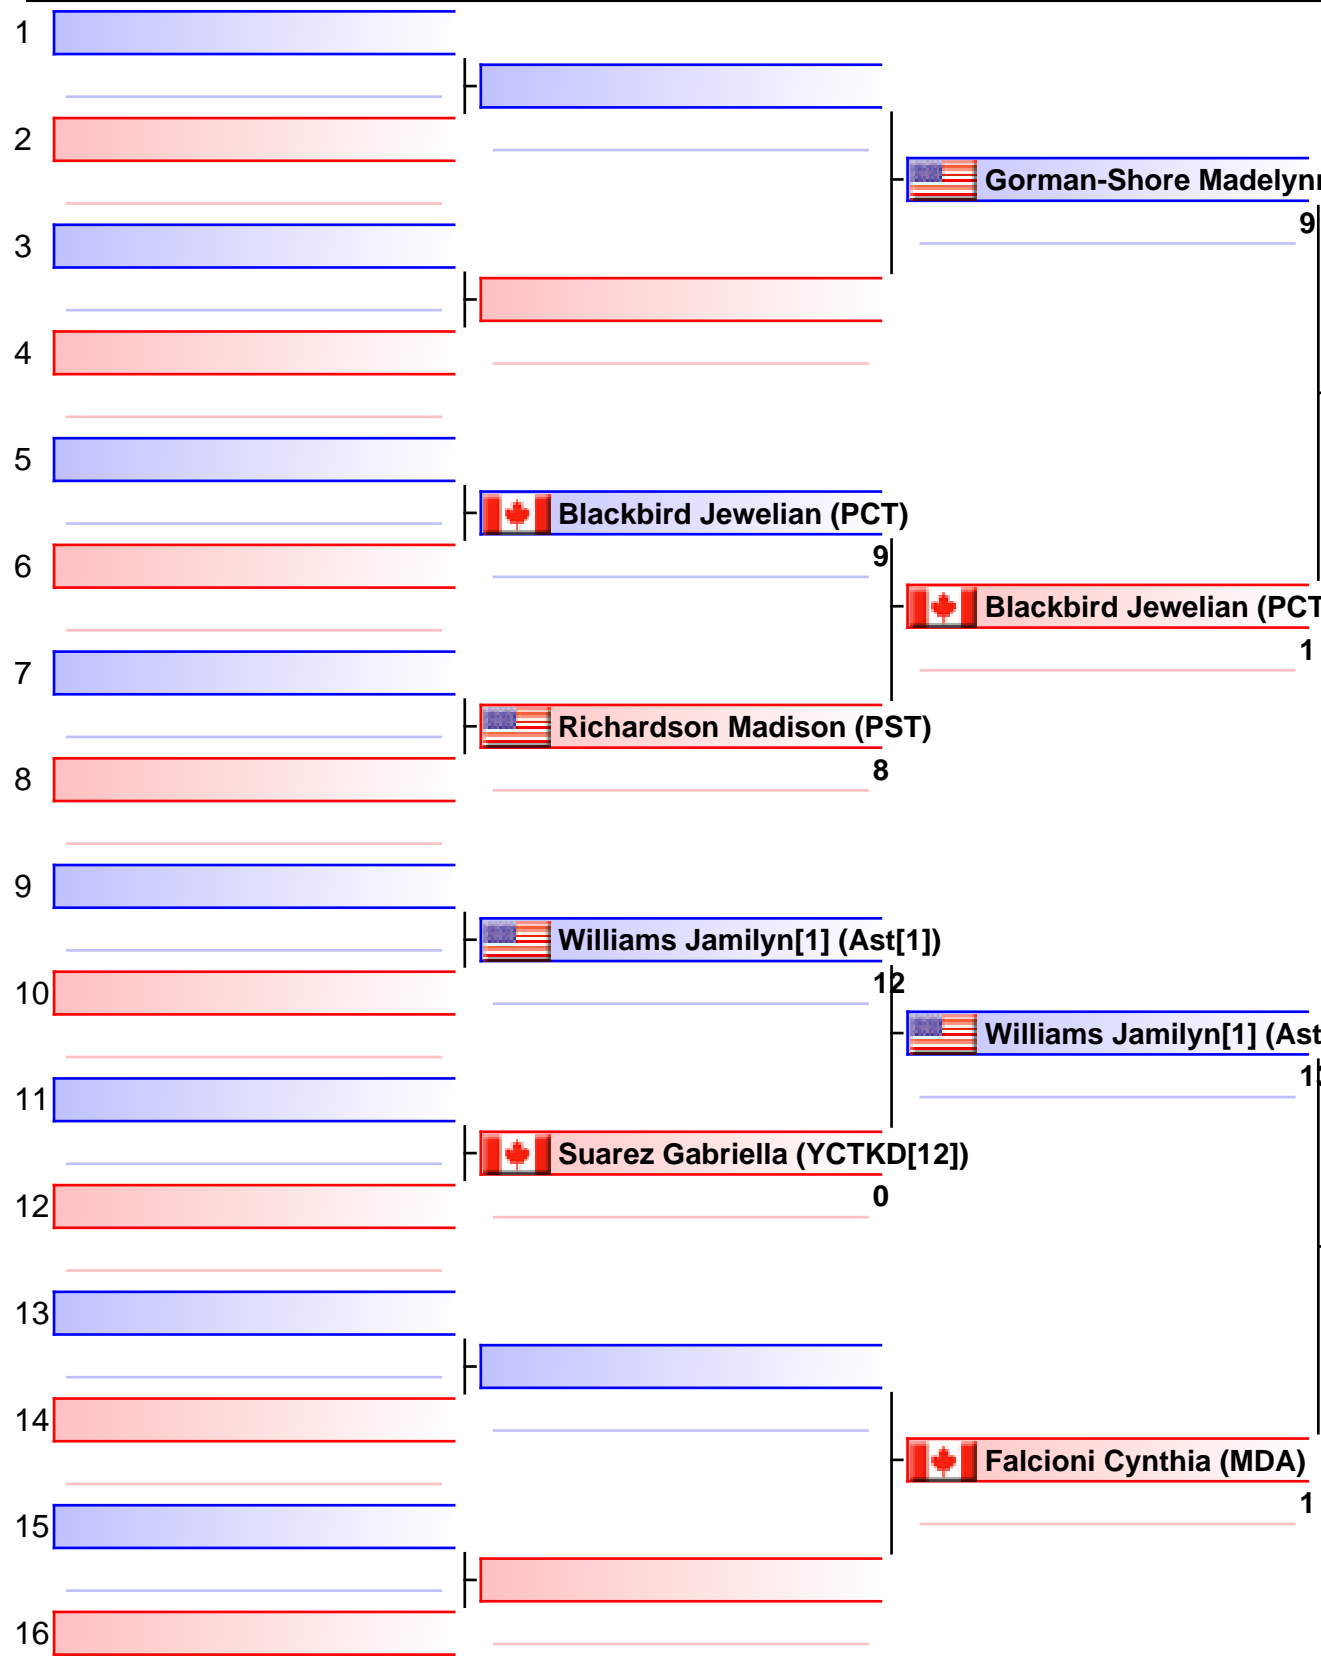 1
2
Gorman-Shore Madelynn
9
3
4
5
Blackbird Jewelian (PCT)
9
6
Blackbird Jewelian (PCT
1
7
Richardson Madison (PST)
8
8
9
Williams Jamilyn[1] (Ast[1])
12
10
Williams Jamilyn[1] (Ast
11
Suarez Gabriella (YCTKD[12])
0
12
13
14
Falcioni Cynthia (MDA)
1
15
16